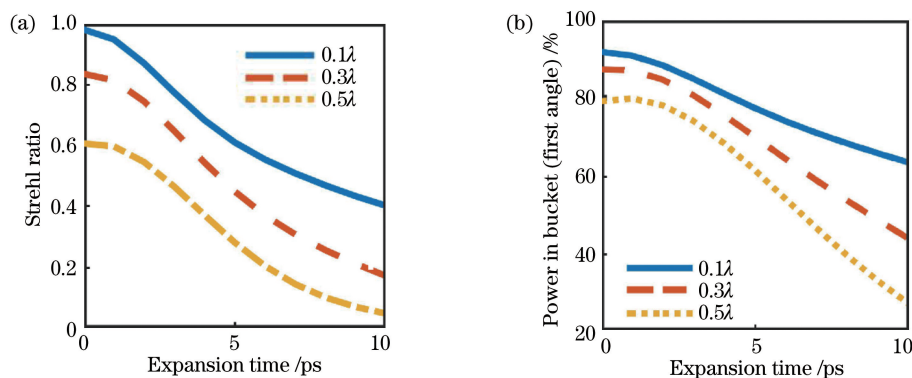 (a)
Strehl ratio
1.0
0.8
0.6
0.4
0.2
0
0.1λ
0.3λ
0.5λ
0
5
10
Expansion time /ps
(b)
Power in bucket (first angle) /%
100
80
60
40
20
0.1λ
0.3λ
0.5λ
0
5
10
Expansion time /ps